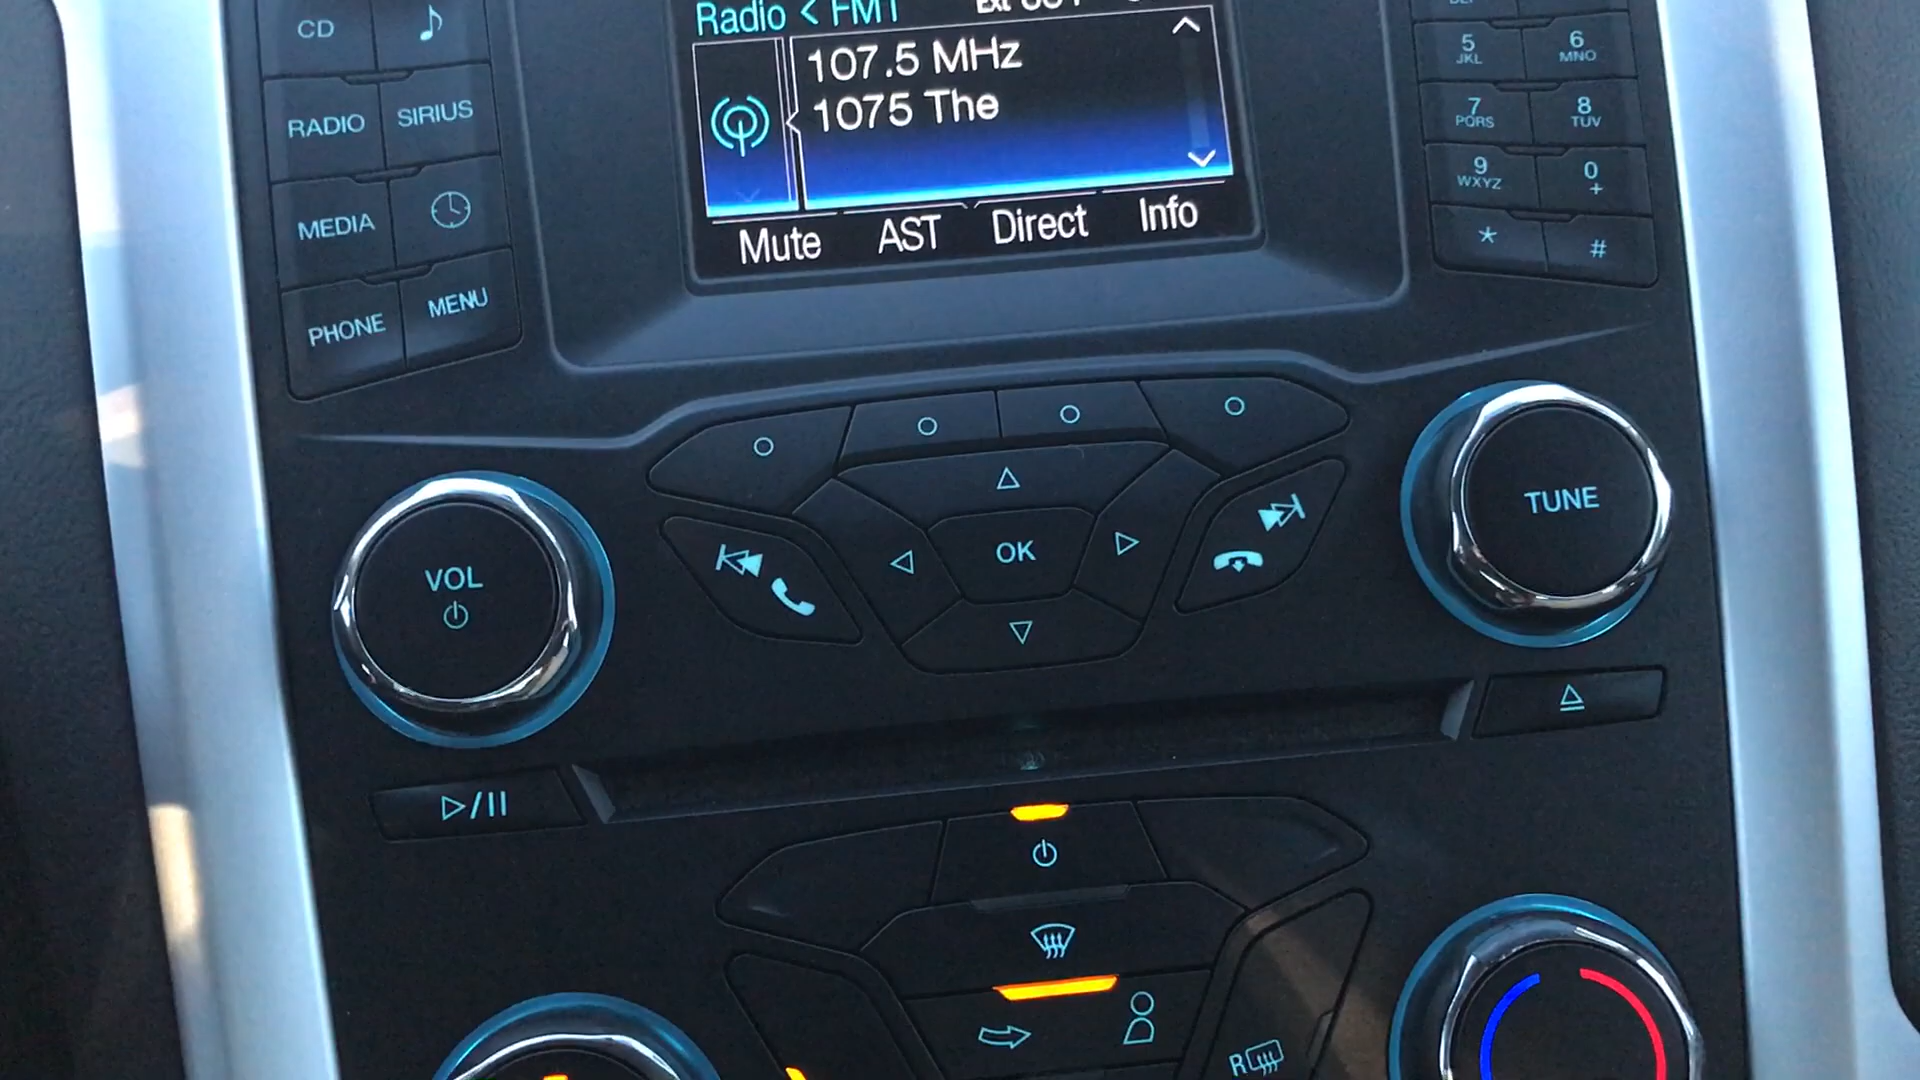 Radio < FM1
Ext
107.5 MHz
1075 The
Mute AST Direct Info
CD
RADIO SIRIUS
MEDIA
PHONE MENU
5 JKL 6 MNO
7 PQRS 8 TUV
9 WXYZ 0 +
* #
VOL
OK
TUNE
R